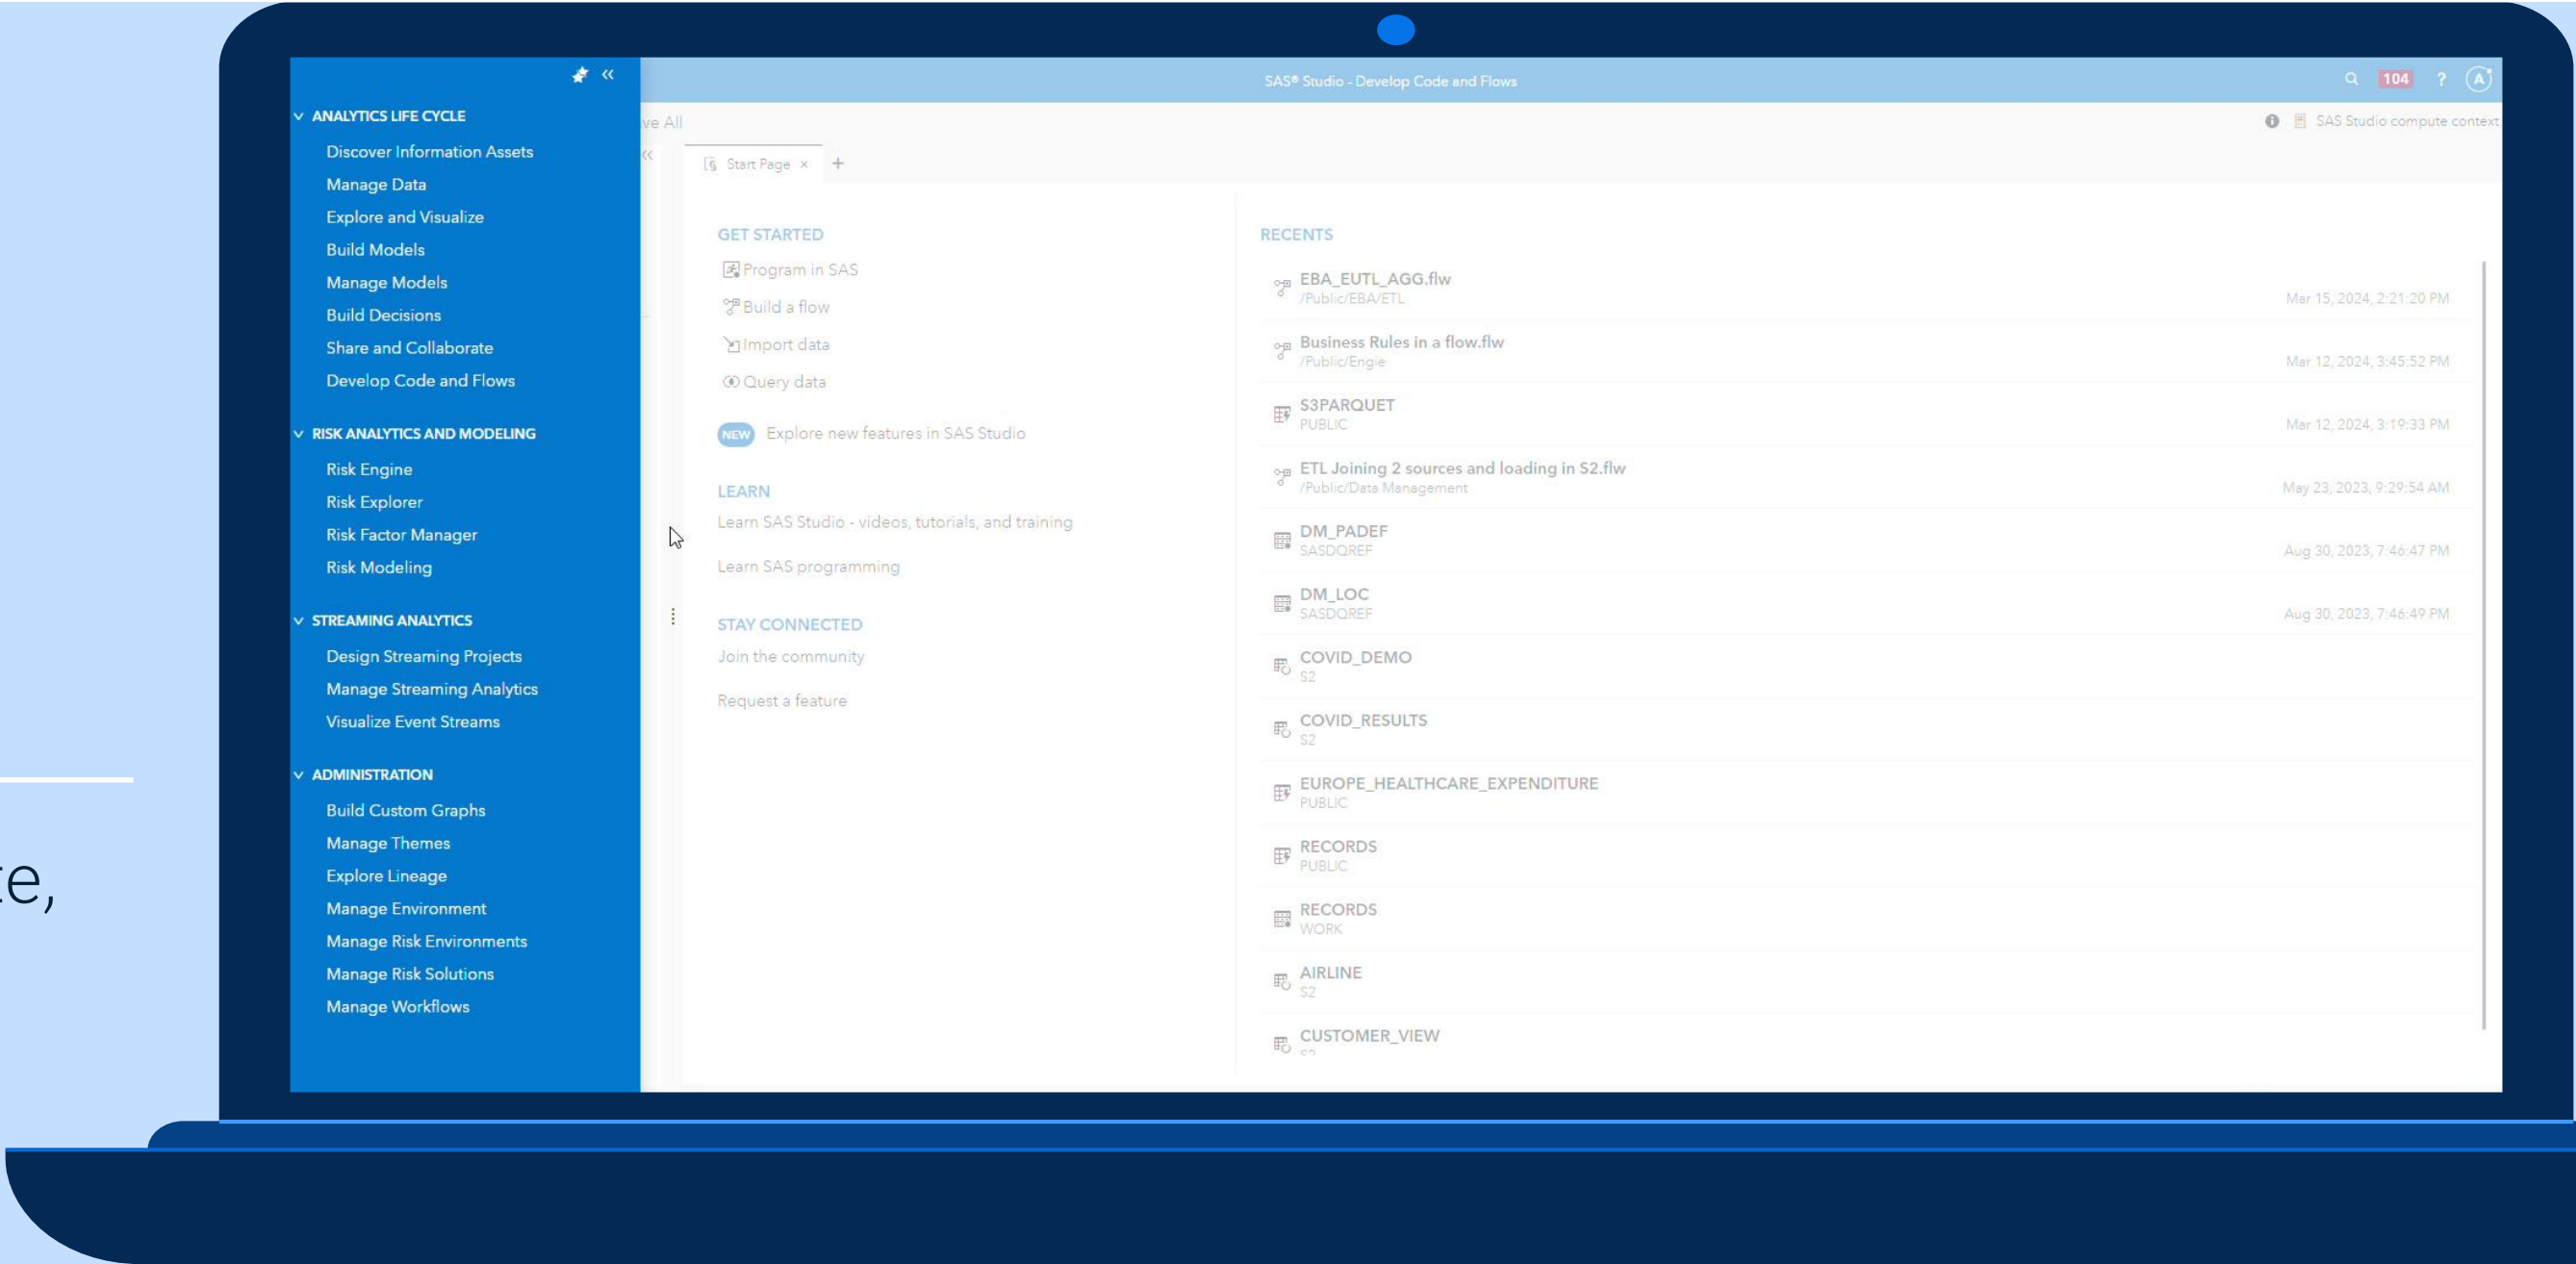 te,
ANALYTICS LIFE CYCLE
Discover Information Assets
Manage Data
Explore and Visualize
Build Models
Manage Models
Build Decisions
Share and Collaborate
Develop Code and Flows
RISK ANALYTICS AND MODELING
Risk Engine
Risk Explorer
Risk Factor Manager
Risk Modeling
STREAMING ANALYTICS
Design Streaming Projects
Manage Streaming Analytics
Visualize Event Streams
ADMINISTRATION
Build Custom Graphs
Manage Themes
Explore Lineage
Manage Environment
Manage Risk Environments
Manage Risk Solutions
Manage Workflows
SAS® Studio - Develop Code and Flows
104 ? A
ve All
SAS Studio compute context
Start Page × +
GET STARTED
Program in SAS
Build a flow
Import data
Query data
NEW Explore new features in SAS Studio
LEARN
Learn SAS Studio - videos, tutorials, and training
Learn SAS programming
STAY CONNECTED
Join the community
Request a feature
RECENTS
EBA_EUTL_AGG.flw
/Public/EBA/ETL Mar 15, 2024, 2:21:20 PM
Business Rules in a flow.flw
/Public/Engie Mar 12, 2024, 3:45:52 PM
S3PARQUET
PUBLIC Mar 12, 2024, 3:19:33 PM
ETL Joining 2 sources and loading in S2.flw
/Public/Data Management May 23, 2023, 9:29:54 AM
DM_PADEF
SASDQREF Aug 30, 2023, 7:46:47 PM
DM_LOC
SASDQREF Aug 30, 2023, 7:46:49 PM
COVID_DEMO
S2
COVID_RESULTS
S2
EUROPE_HEALTHCARE_EXPENDITURE
PUBLIC
RECORDS
PUBLIC
RECORDS
WORK
AIRLINE
S2
CUSTOMER_VIEW